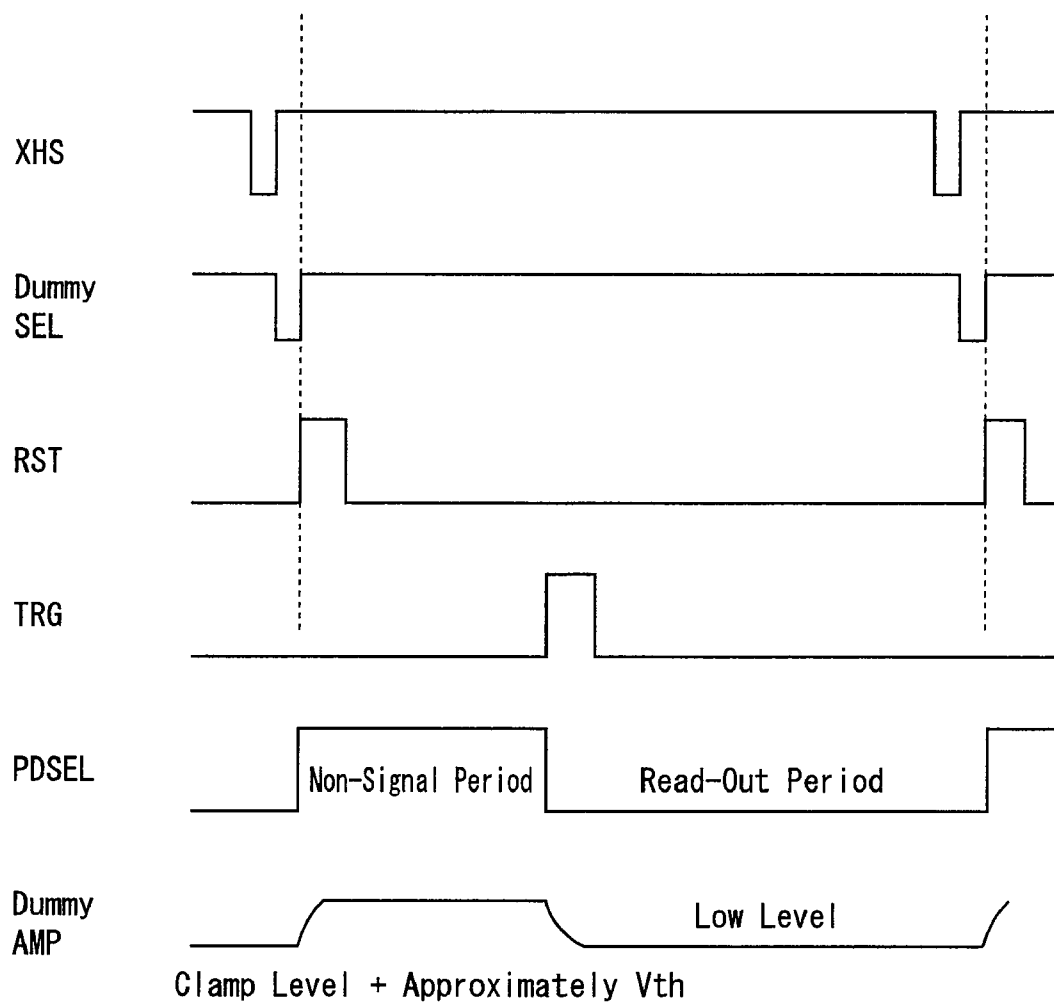 XHS
Dummy
SEL
RST
TRG
PDSEL
Non-Signal Period
Read-Out Period
Dummy
AMP
Low Level
Clamp Level + Approximately Vth